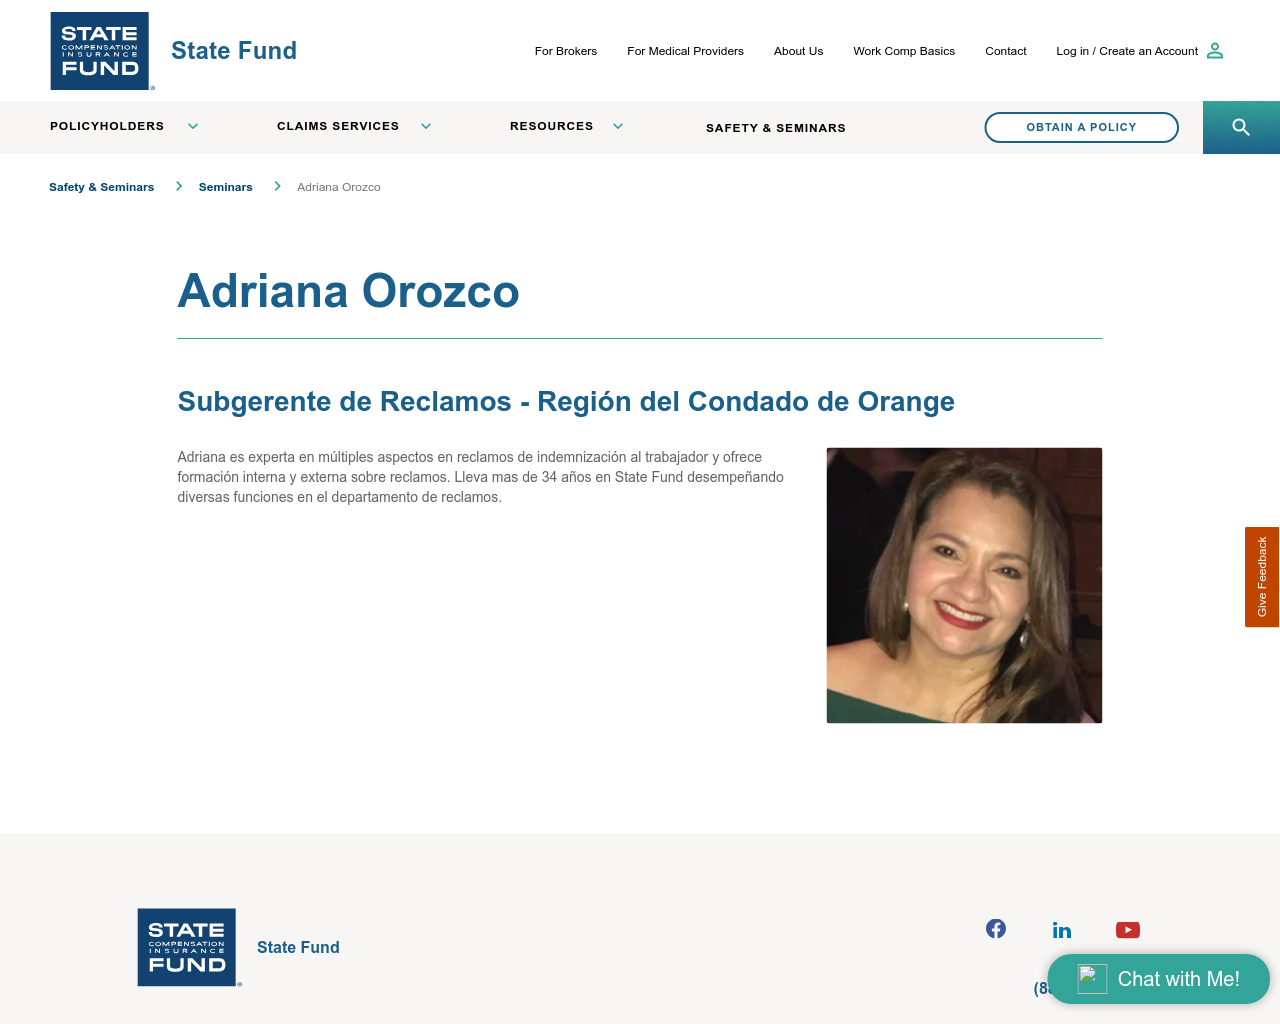 STATE
COMPENSATION
INSURANCE
FUND
®
State Fund
For Brokers
For Medical Providers
About Us
Work Comp Basics
Contact
Log in / Create an Account
POLICYHOLDERS
CLAIMS SERVICES
RESOURCES
SAFETY & SEMINARS
OBTAIN A POLICY
Safety & Seminars
Seminars
Adriana Orozco
Adriana Orozco
Subgerente de Reclamos - Región del Condado de Orange
Adriana es experta en múltiples aspectos en reclamos de indemnización al trabajador y ofrece
formación interna y externa sobre reclamos. Lleva mas de 34 años en State Fund desempeñando
diversas funciones en el departamento de reclamos.
Give Feedback
STATE
COMPENSATION
INSURANCE
FUND
®
State Fund
in
Chat with Me!